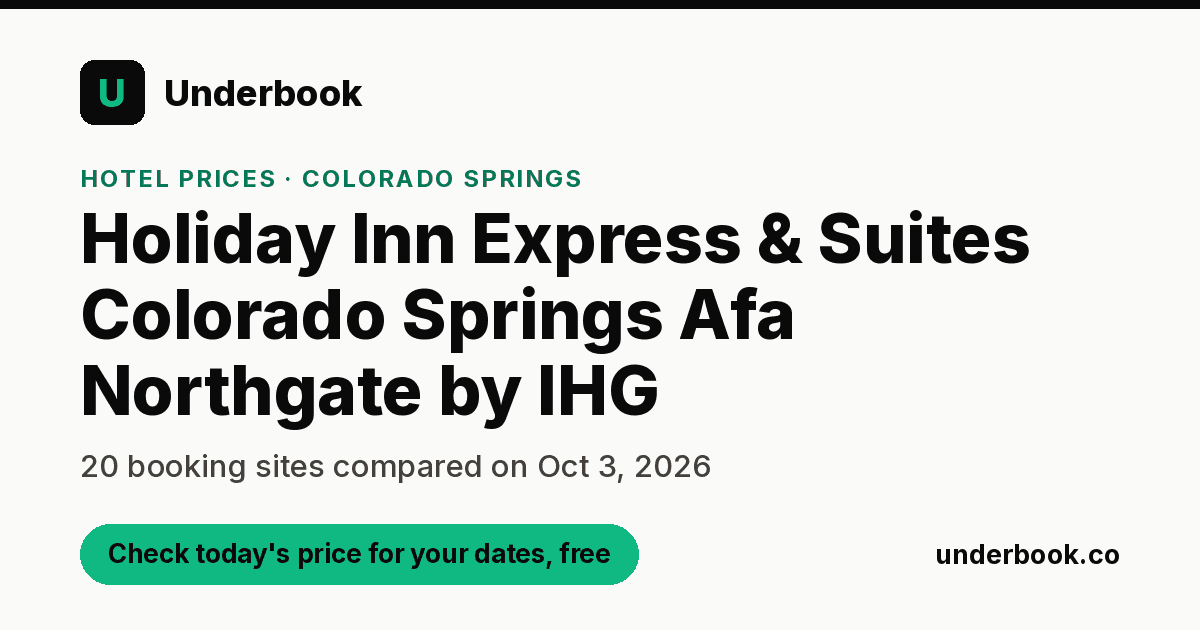 U Underbook
HOTEL PRICES · COLORADO SPRINGS
Holiday Inn Express & Suites
Colorado Springs Afa
Northgate by IHG
20 booking sites compared on Oct 3, 2026
Check today's price for your dates, free
underbook.co